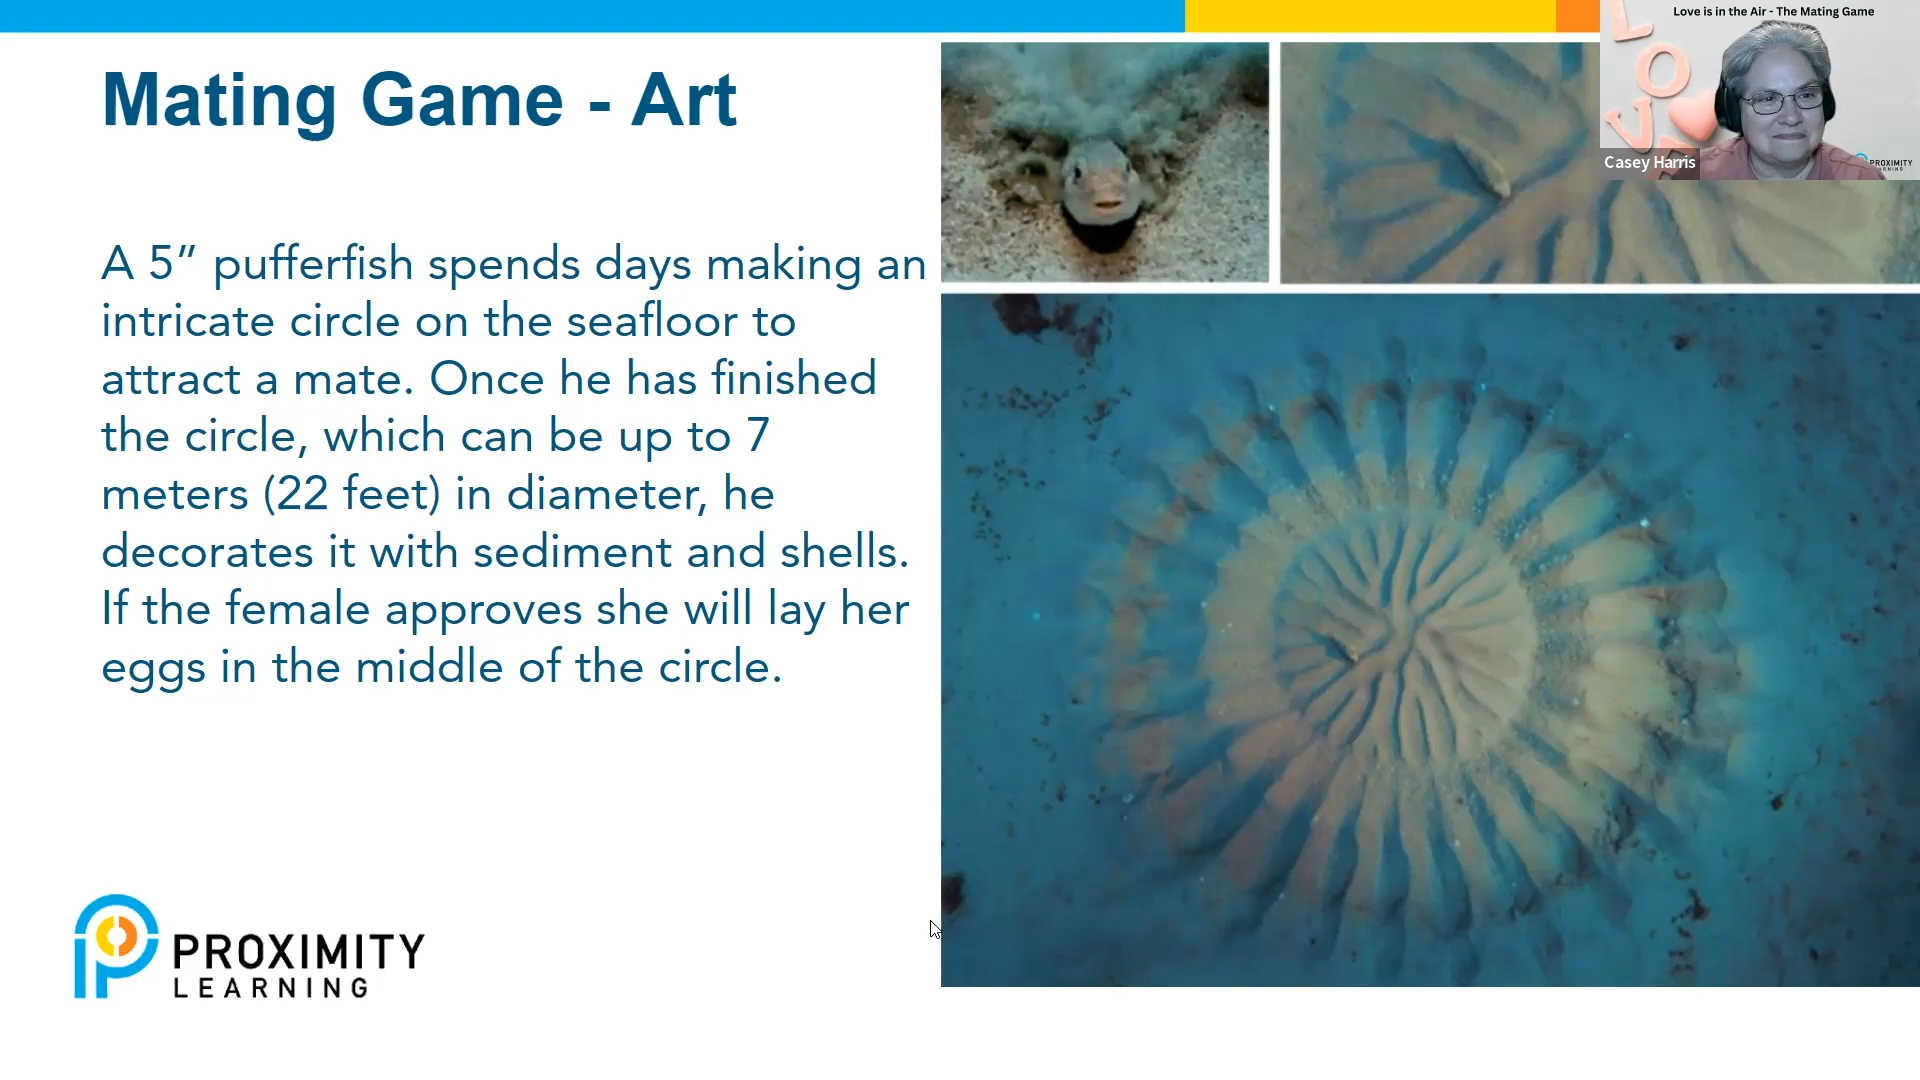 Mating Game - Art
A 5” pufferfish spends days making an
intricate circle on the seafloor to
attract a mate. Once he has finished
the circle, which can be up to 7
meters (22 feet) in diameter, he
decorates it with sediment and shells.
If the female approves she will lay her
eggs in the middle of the circle.
PROXIMITY
LEARNING
Love is in the Air - The Mating Game
L
O
V
Casey Harris
PROXIMITY
LEARNING